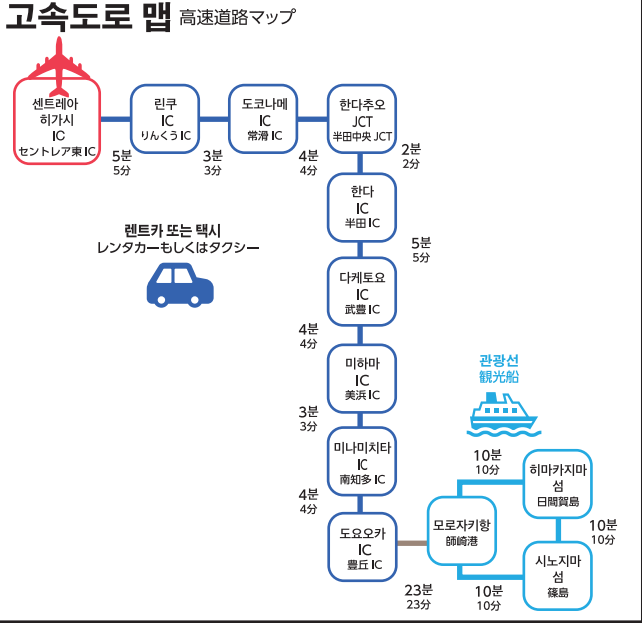 고속도로 맵 高速道路マップ
센트레아
히가시
IC
セントレア東 IC
5분
5分
린쿠
IC
りんくう IC
3분
3分
도코나메
IC
常滑 IC
4분
4分
한다추오
JCT
半田中央 JCT
2분
2分
한다
IC
半田 IC
5분
5分
렌트카 또는 택시
レンタカーもしくはタクシー
다케토요
IC
武豊 IC
4분
4分
미하마
IC
美浜 IC
3분
3分
미나미치타
IC
南知多 IC
4분
4分
도요오카
IC
豊丘 IC
23분
23分
관광선
観光船
모로자키항
師崎港
10분
10分
히마카지마
섬
日間賀島
10분
10分
시노지마
섬
篠島
10분
10分